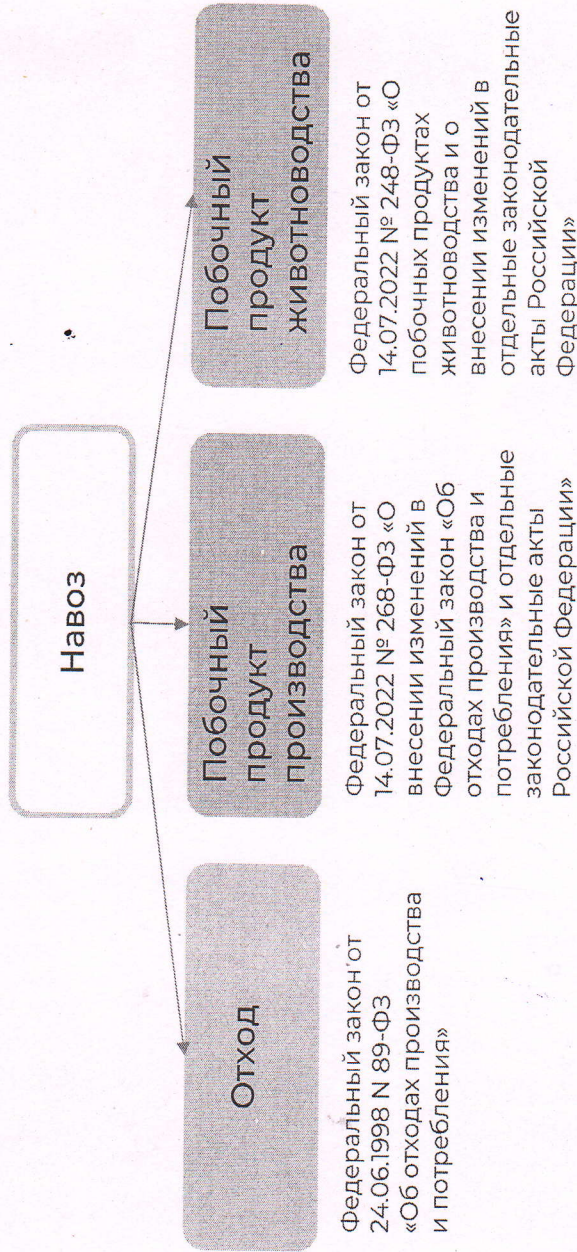 Навоз
Отход
Федеральный закон от
24.06.1998 N 89-ФЗ
«Об отходах производства
и потребления»
Побочный
продукт
производства
Федеральный закон от
14.07.2022 № 268-ФЗ «О
внесении изменений в
Федеральный закон «Об
отходах производства и
потребления» и отдельные
законодательные акты
Российской Федерации»
Побочный
продукт
животноводства
Федеральный закон от
14.07.2022 № 248-ФЗ «О
побочных продуктах
животноводства и о
внесении изменений в
отдельные законодательные
акты Российской
Федерации»